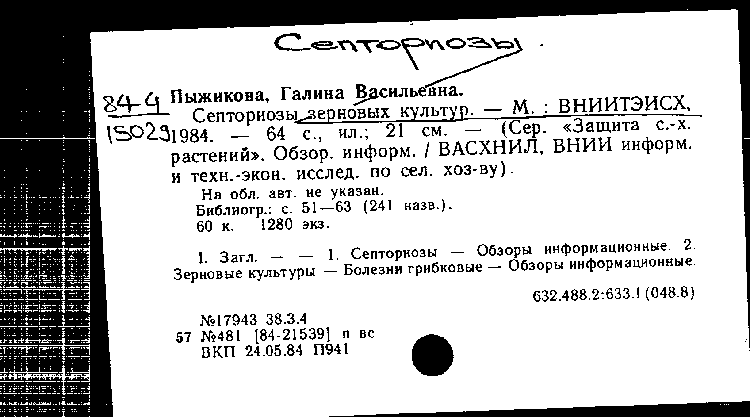 Септориозы.
84-4
15029
Пыжикова, Галина Васильевна.
Септориозы зерновых культур. — М. : ВНИИТЭИСХ,
1984. — 64 с., ил.; 21 см. — (Сер. «Защита с.-х.
растений». Обзор. информ. / ВАСХНИЛ, ВНИИ информ.
и техн.-экон. исслед. по сел. хоз-ву).
На обл. авт. не указан.
Библиогр.: с. 51—63 (241 назв.).
60 к. 1280 экз.
1. Загл. — — 1. Септориозы — Обзоры информационные. 2.
Зерновые культуры — Болезни грибковые — Обзоры информационные.
632.488.2:633.1 (048.8)
№17943 38.3.4
57 №481 [84-21539] п вс
ВКП 24.05.84 П941